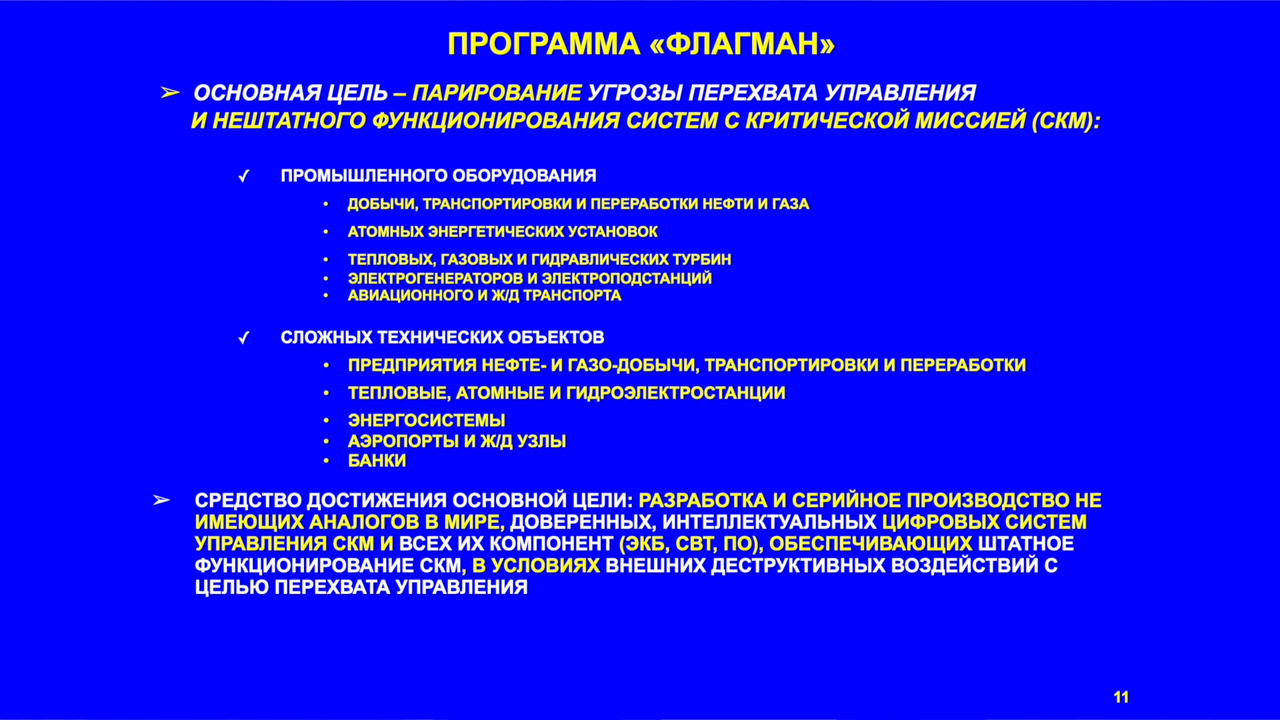 ПРОГРАММА «ФЛАГМАН»
➢ ОСНОВНАЯ ЦЕЛЬ – ПАРИРОВАНИЕ УГРОЗЫ ПЕРЕХВАТА УПРАВЛЕНИЯ
И НЕШТАТНОГО ФУНКЦИОНИРОВАНИЯ СИСТЕМ С КРИТИЧЕСКОЙ МИССИЕЙ (СКМ):
✓ ПРОМЫШЛЕННОГО ОБОРУДОВАНИЯ
• ДОБЫЧИ, ТРАНСПОРТИРОВКИ И ПЕРЕРАБОТКИ НЕФТИ И ГАЗА
• АТОМНЫХ ЭНЕРГЕТИЧЕСКИХ УСТАНОВОК
• ТЕПЛОВЫХ, ГАЗОВЫХ И ГИДРАВЛИЧЕСКИХ ТУРБИН
• ЭЛЕКТРОГЕНЕРАТОРОВ И ЭЛЕКТРОПОДСТАНЦИЙ
• АВИАЦИОННОГО И Ж/Д ТРАНСПОРТА
✓ СЛОЖНЫХ ТЕХНИЧЕСКИХ ОБЪЕКТОВ
• ПРЕДПРИЯТИЯ НЕФТЕ- И ГАЗО-ДОБЫЧИ, ТРАНСПОРТИРОВКИ И ПЕРЕРАБОТКИ
• ТЕПЛОВЫЕ, АТОМНЫЕ И ГИДРОЭЛЕКТРОСТАНЦИИ
• ЭНЕРГОСИСТЕМЫ
• АЭРОПОРТЫ И Ж/Д УЗЛЫ
• БАНКИ
➢ СРЕДСТВО ДОСТИЖЕНИЯ ОСНОВНОЙ ЦЕЛИ: РАЗРАБОТКА И СЕРИЙНОЕ ПРОИЗВОДСТВО НЕ
ИМЕЮЩИХ АНАЛОГОВ В МИРЕ, ДОВЕРЕННЫХ, ИНТЕЛЛЕКТУАЛЬНЫХ ЦИФРОВЫХ СИСТЕМ
УПРАВЛЕНИЯ СКМ И ВСЕХ ИХ КОМПОНЕНТ (ЭКБ, СВТ, ПО), ОБЕСПЕЧИВАЮЩИХ ШТАТНОЕ
ФУНКЦИОНИРОВАНИЕ СКМ, В УСЛОВИЯХ ВНЕШНИХ ДЕСТРУКТИВНЫХ ВОЗДЕЙСТВИЙ С
ЦЕЛЬЮ ПЕРЕХВАТА УПРАВЛЕНИЯ
11